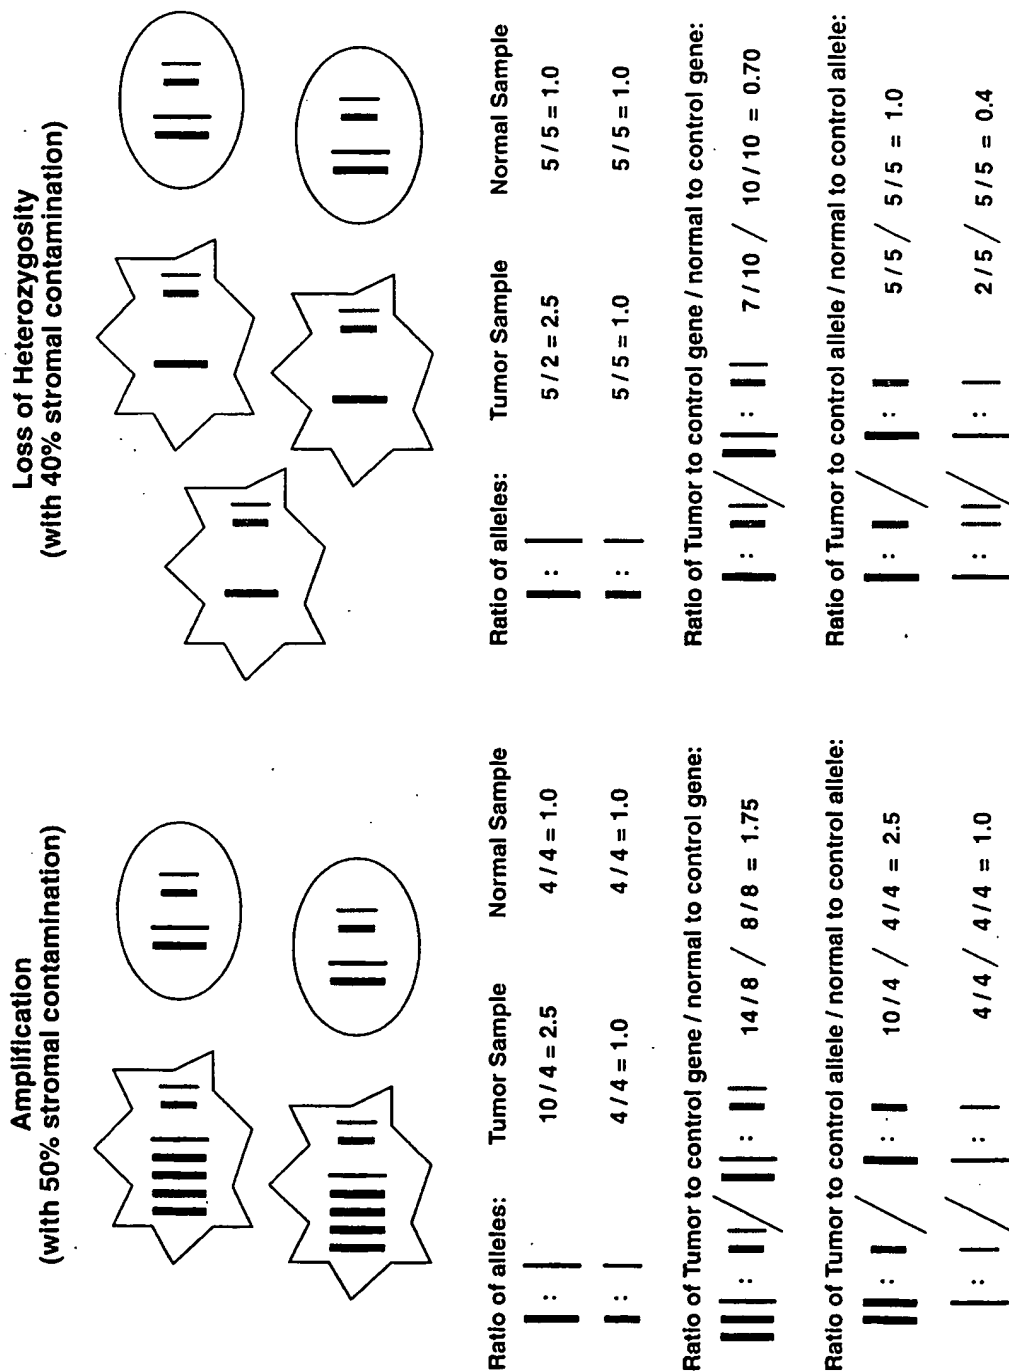 Amplification
(with 50% stromal contamination)
Ratio of alleles:
Tumor Sample
Normal Sample
10 / 4 = 2.5
4 / 4 = 1.0
4 / 4 = 1.0
4 / 4 = 1.0
Ratio of Tumor to control gene / normal to control gene:
14 / 8 / 8 / 8 = 1.75
Ratio of Tumor to control allele / normal to control allele:
10 / 4 / 4 / 4 = 2.5
4 / 4 / 4 / 4 = 1.0
Loss of Heterozygosity
(with 40% stromal contamination)
Ratio of alleles:
Tumor Sample
Normal Sample
5 / 2 = 2.5
5 / 5 = 1.0
5 / 5 = 1.0
5 / 5 = 1.0
Ratio of Tumor to control gene / normal to control gene:
7 / 10 / 10 / 10 = 0.70
Ratio of Tumor to control allele / normal to control allele:
5 / 5 / 5 / 5 = 1.0
2 / 5 / 5 / 5 = 0.4